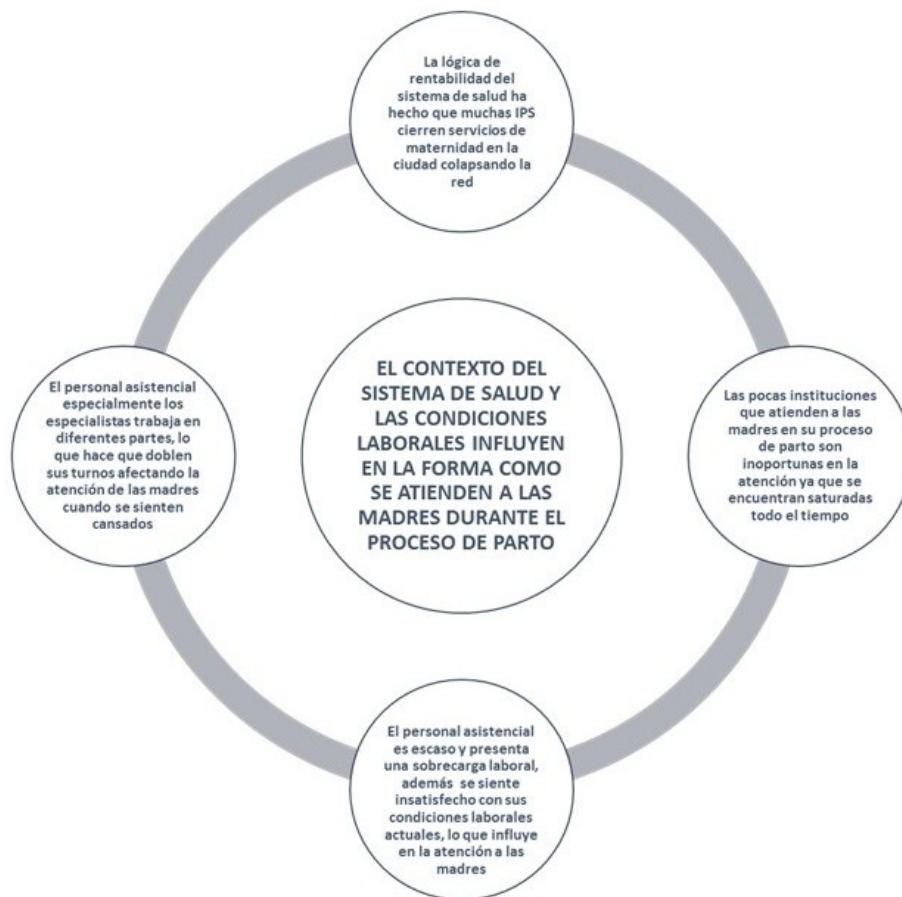 La lógica de
rentabilidad del
sistema de salud ha
hecho que muchas IPS
cierren servicios de
maternidad en la
ciudad colapsando la
red
El personal asistencial
especialmente los
especialistas trabaja en
diferentes partes, lo
que hace que doblen
sus turnos afectando la
atención de las madres
cuando se sienten
cansados
EL CONTEXTO DEL
SISTEMA DE SALUD Y
LAS CONDICIONES
LABORALES INFLUYEN
EN LA FORMA COMO
SE ATIENDEN A LAS
MADRES DURANTE EL
PROCESO DE PARTO
Las pocas instituciones
que atienden a las
madres en su proceso
de parto son
inoportunas en la
atención ya que se
encuentran saturadas
todo el tiempo
El personal asistencial
es escaso y presenta
una sobrecarga laboral,
además se siente
insatisfecho con sus
condiciones laborales
actuales, lo que influye
en la atención a las
madres